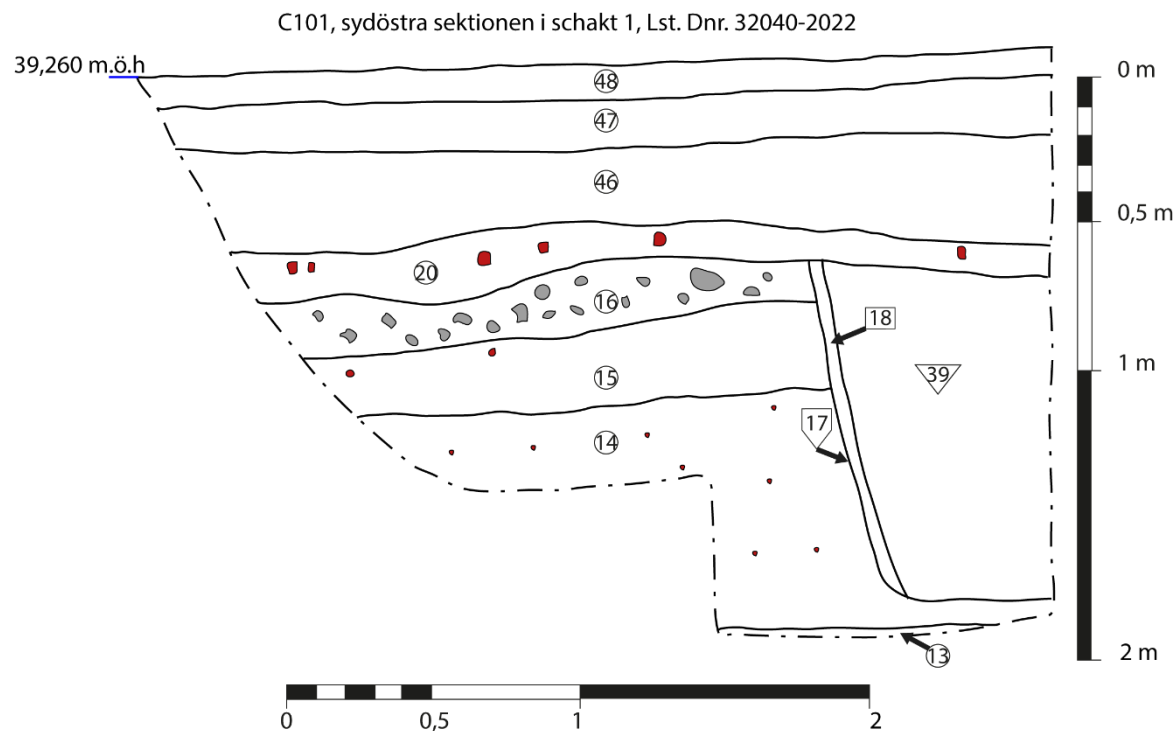 C101, sydöstra sektionen i schakt 1, Lst. Dnr. 32040-2022
39,260 m.ö.h
0 m
48
47
46
0,5 m
20
16
18
1 m
15
39
17
14
13
2 m
0 0,5 1 2